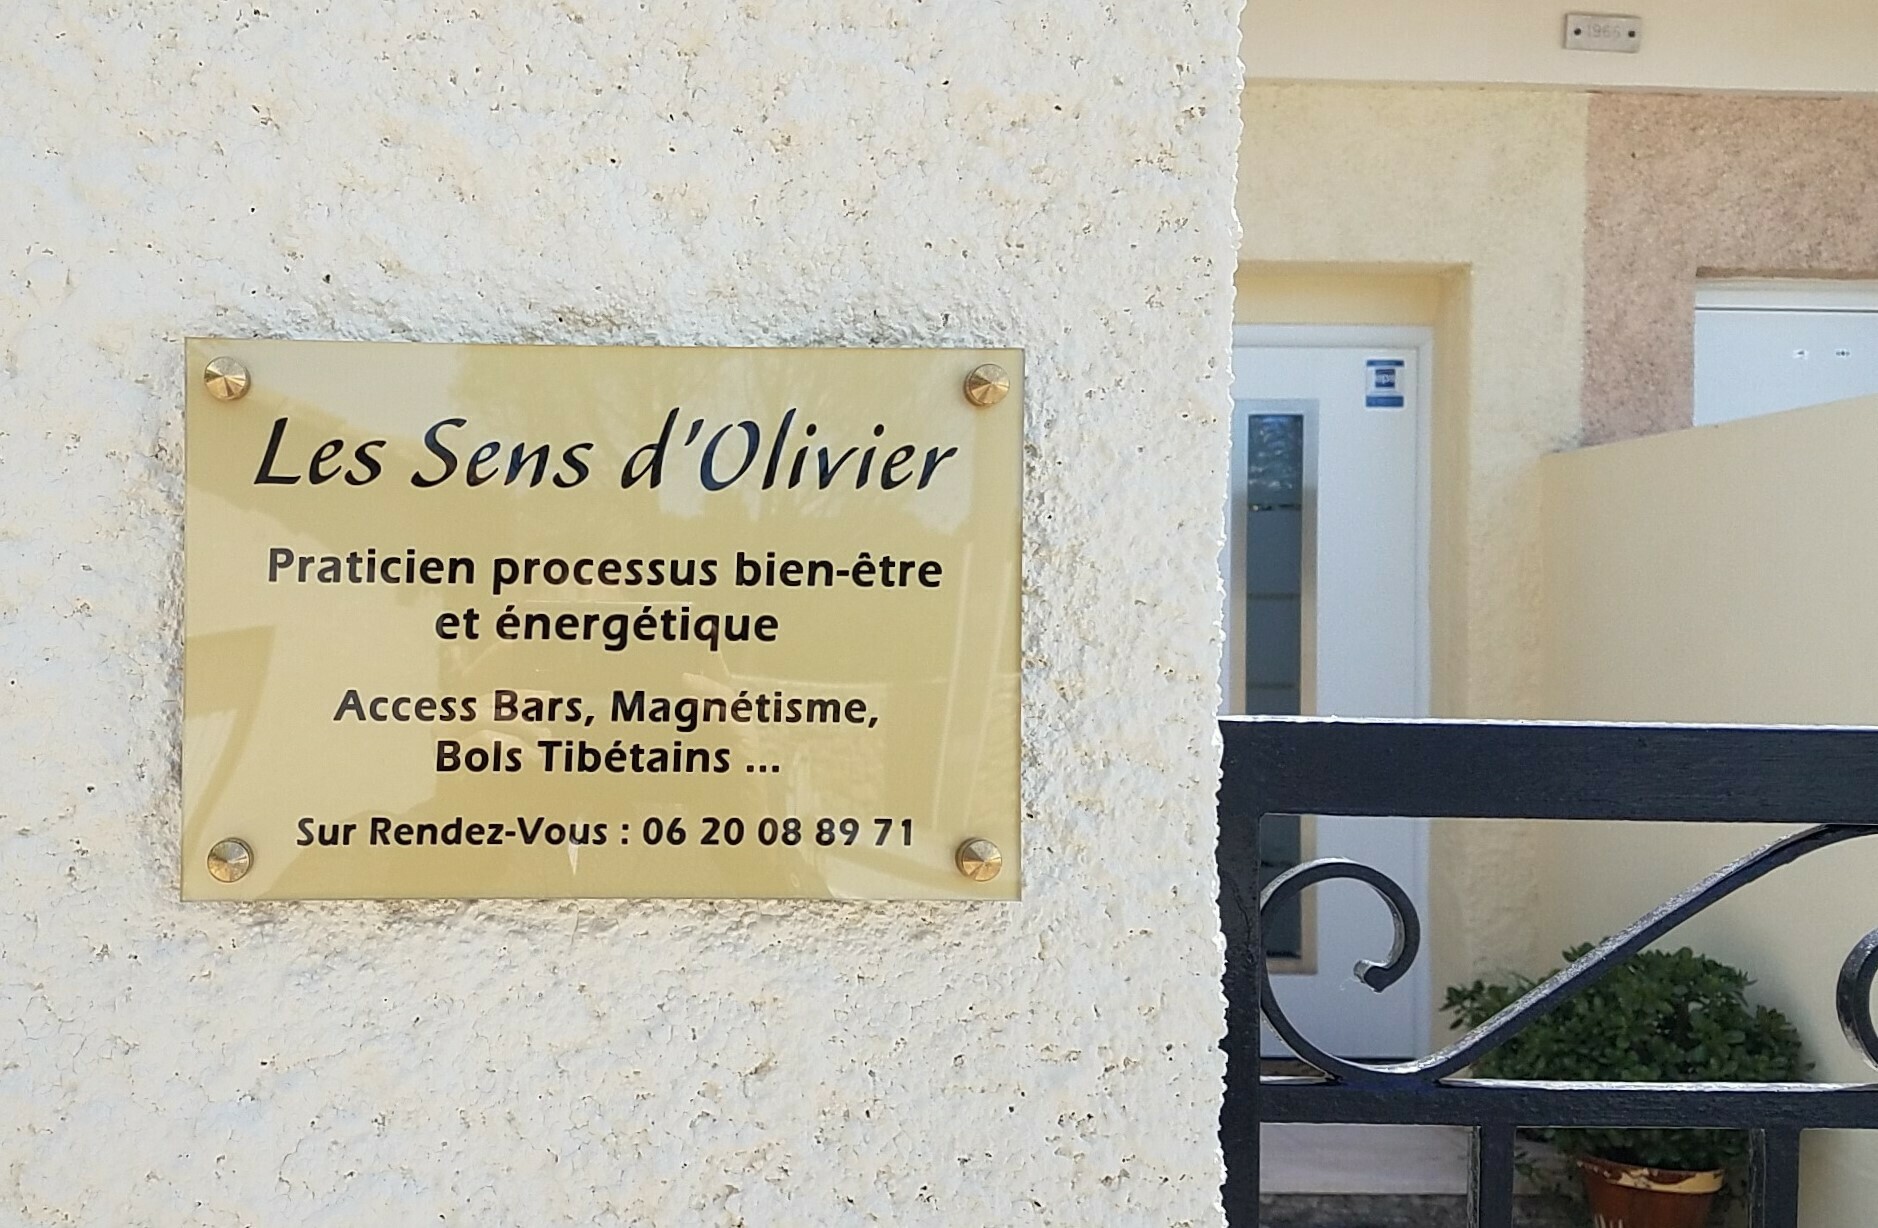 Les Sens d'Olivier
Praticien processus bien-être
et énergétique
Access Bars, Magnétisme,
Bols Tibétains ...
Sur Rendez-Vous : 06 20 08 89 71